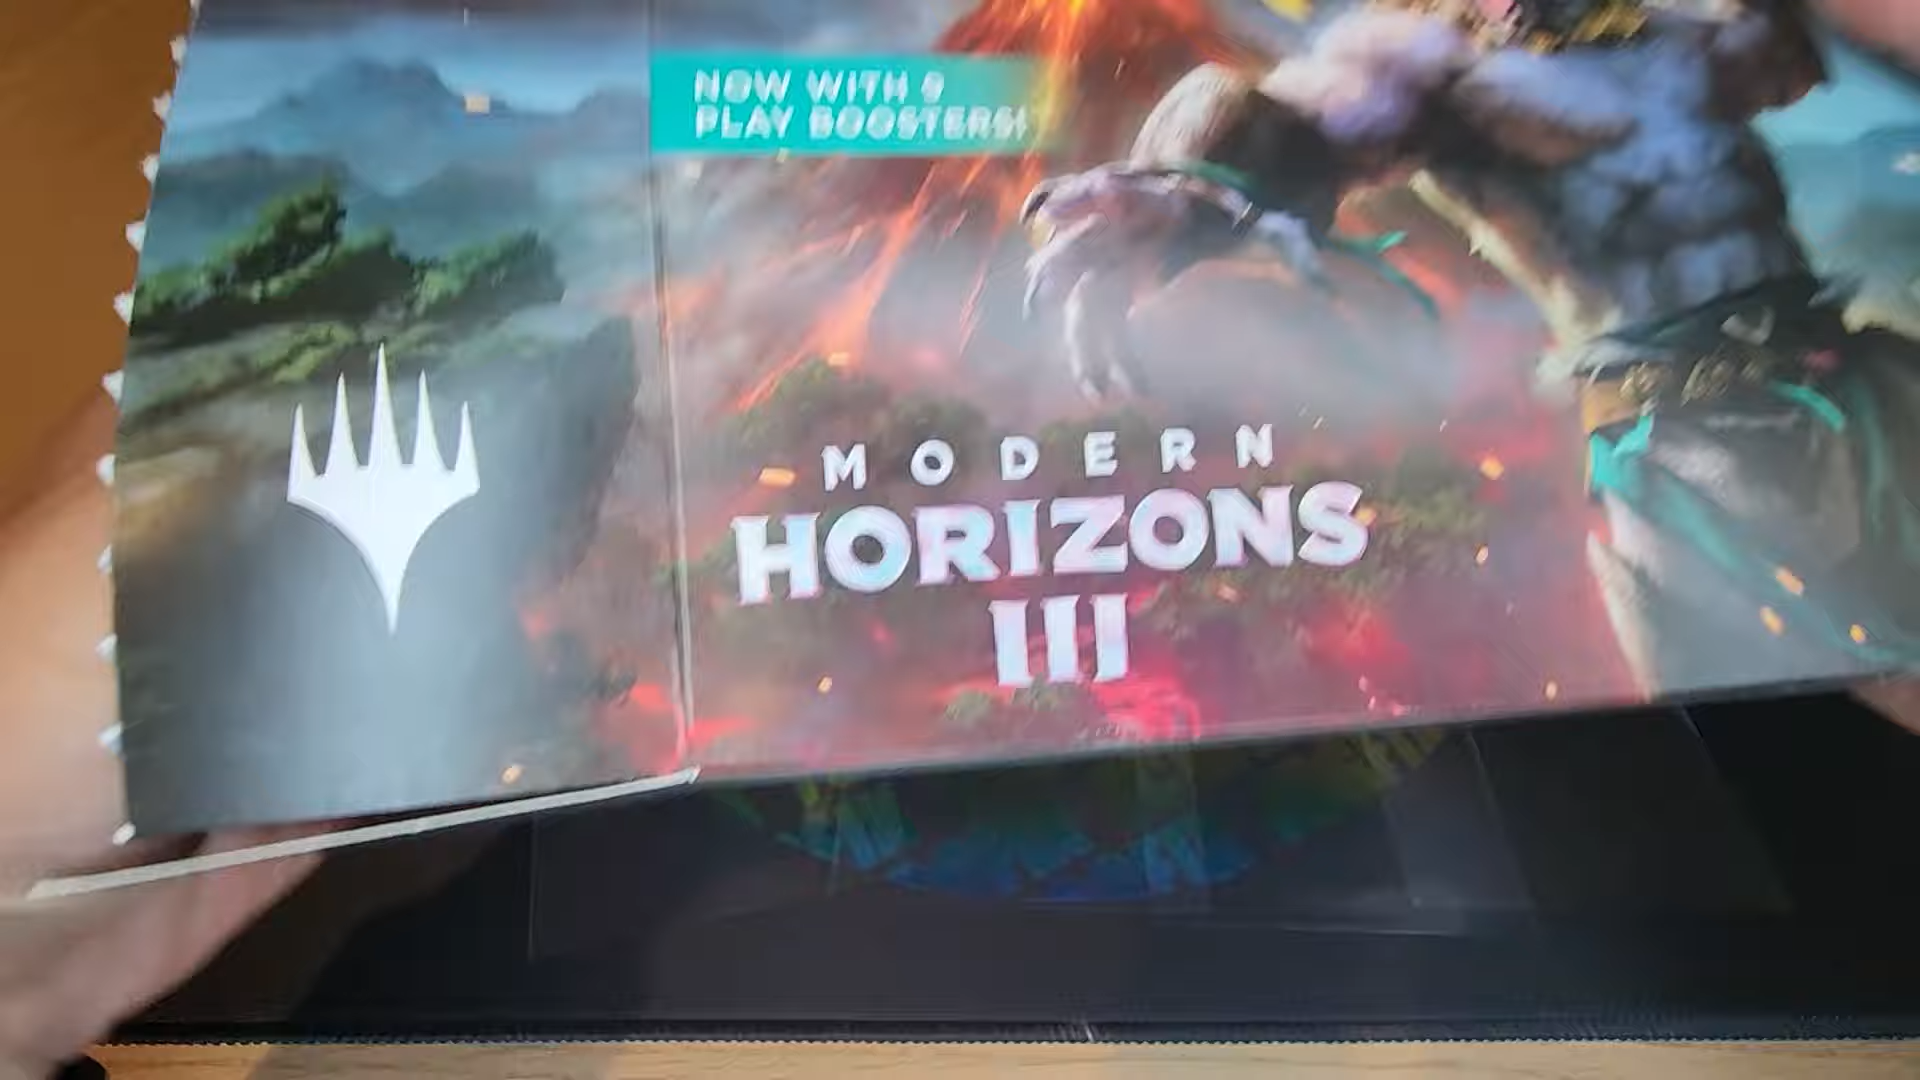 NOW WITH 9
PLAY BOOSTERS!
MODERN
HORIZONS
III